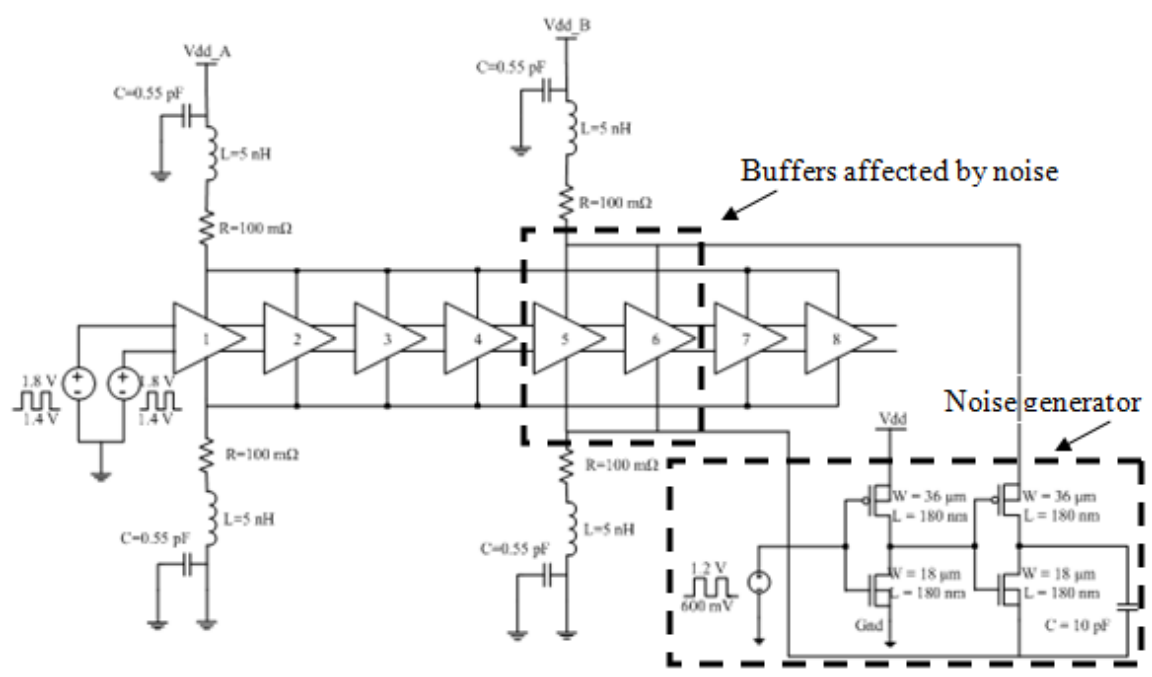 Vdd_A
Vdd_B
C=0.55 pF
C=0.55 pF
L=5 nH
L=5 nH
Buffers affected by noise
R=100 mΩ
R=100 mΩ
1
2
3
4
5
6
7
8
1.8 V
1.4 V
1.8 V
1.4 V
Noise generator
Vdd
R=100 mΩ
R=100 mΩ
W = 36 μm
L = 180 nm
W = 36 μm
L = 180 nm
L=5 nH
L=5 nH
C=0.55 pF
C=0.55 pF
1.2 V
600 mV
W = 18 μm
L = 180 nm
W = 18 μm
L = 180 nm
Gnd
C = 10 pF